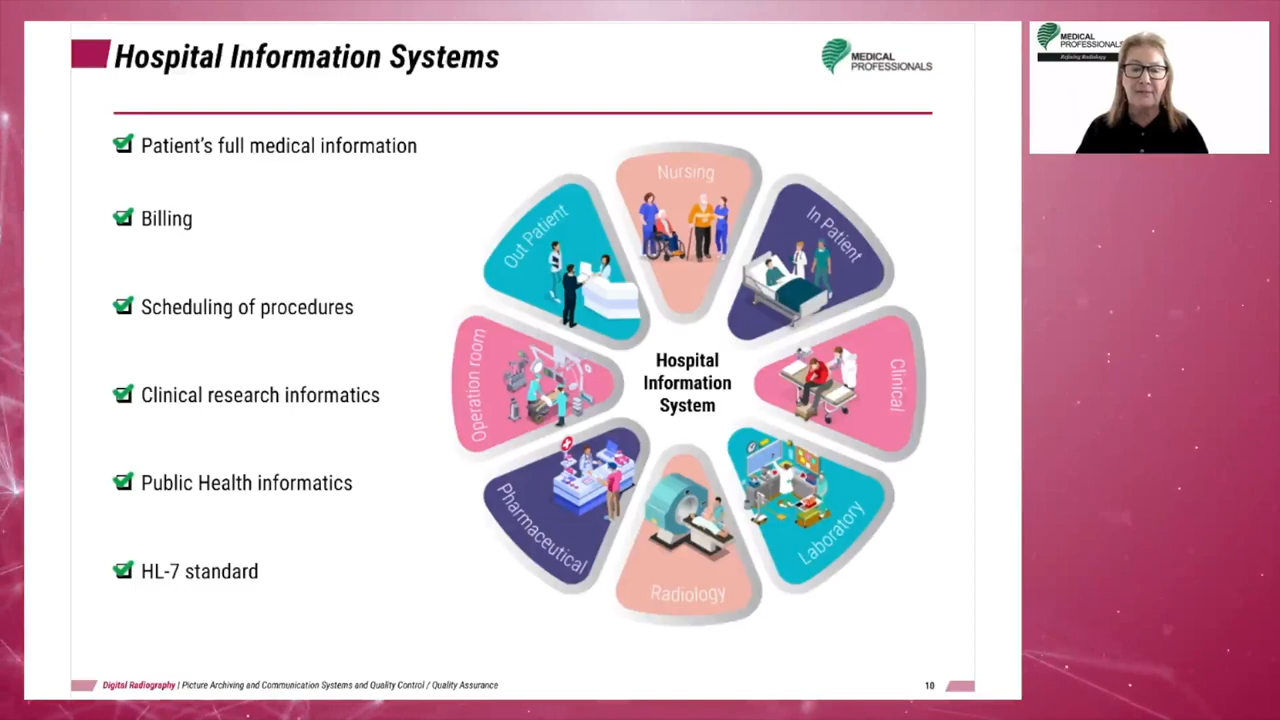 Hospital Information Systems
MEDICAL
PROFESSIONALS
Patient's full medical information
Billing
Scheduling of procedures
Clinical research informatics
Public Health informatics
HL-7 standard
Nursing
In Patient
Clinical
Laboratory
Radiology
Pharmaceutical
Operation room
Out Patient
Hospital
Information
System
Digital Radiography | Picture Archiving and Communication Systems and Quality Control / Quality Assurance
10
MEDICAL
PROFESSIONALS
Refining Radiology